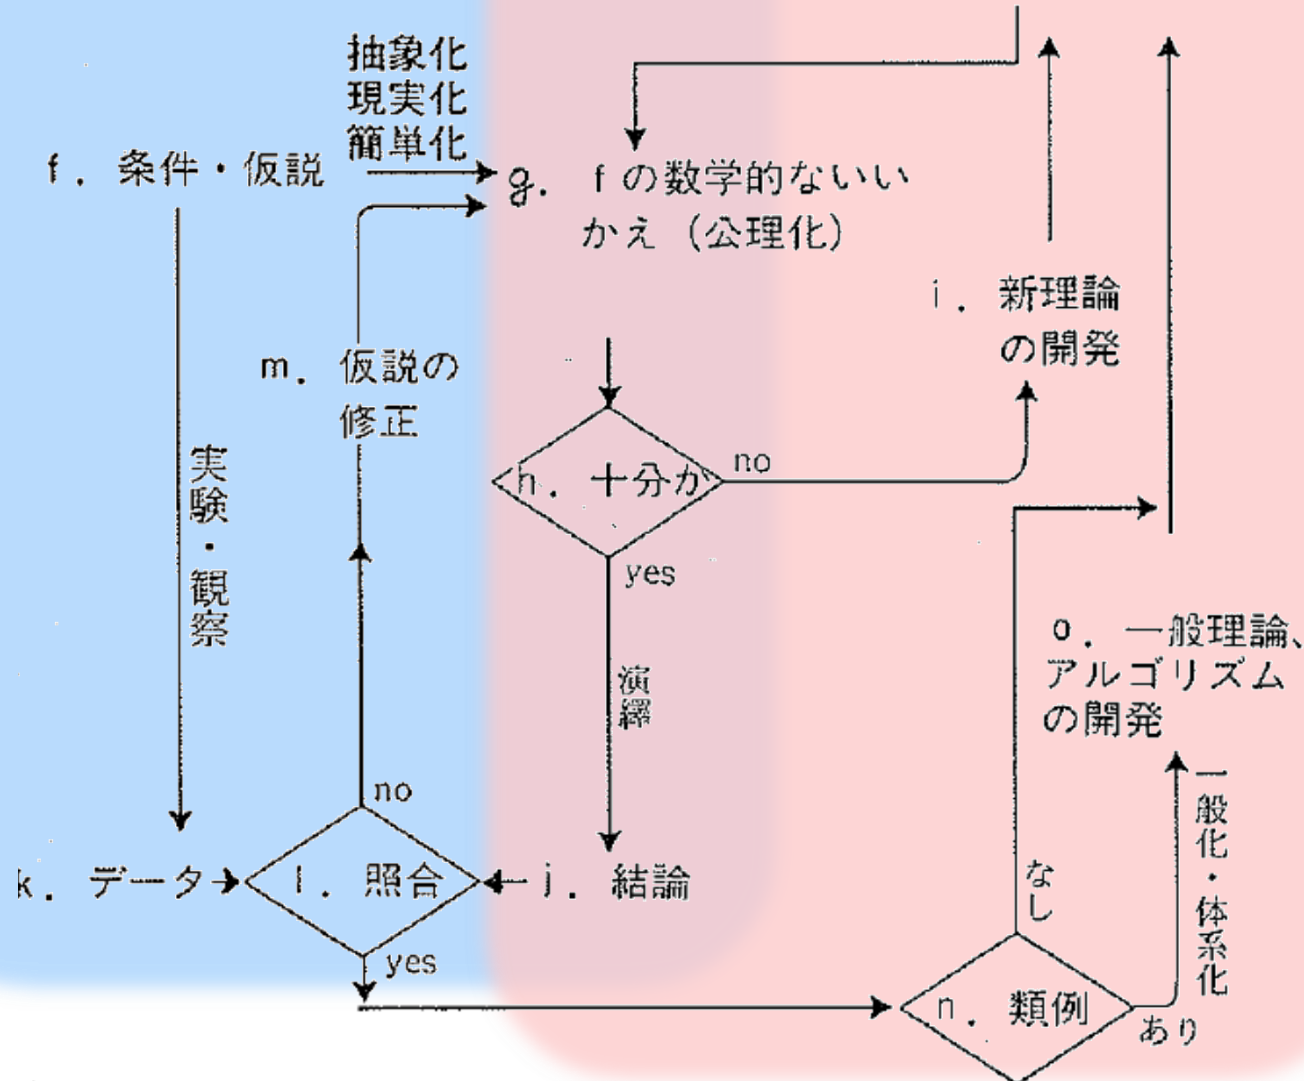 抽象化
現実化
簡単化
f. 条件・仮説
g. fの数学的ないい
かえ（公理化）
i. 新理論
の開発
m. 仮説の
修正
h. 十分か
no
yes
実験・観察
演繹
o. 一般理論、
アルゴリズム
の開発
no
k. データ
l. 照合
j. 結論
yes
なし
一般化・体系化
n. 類例
あり